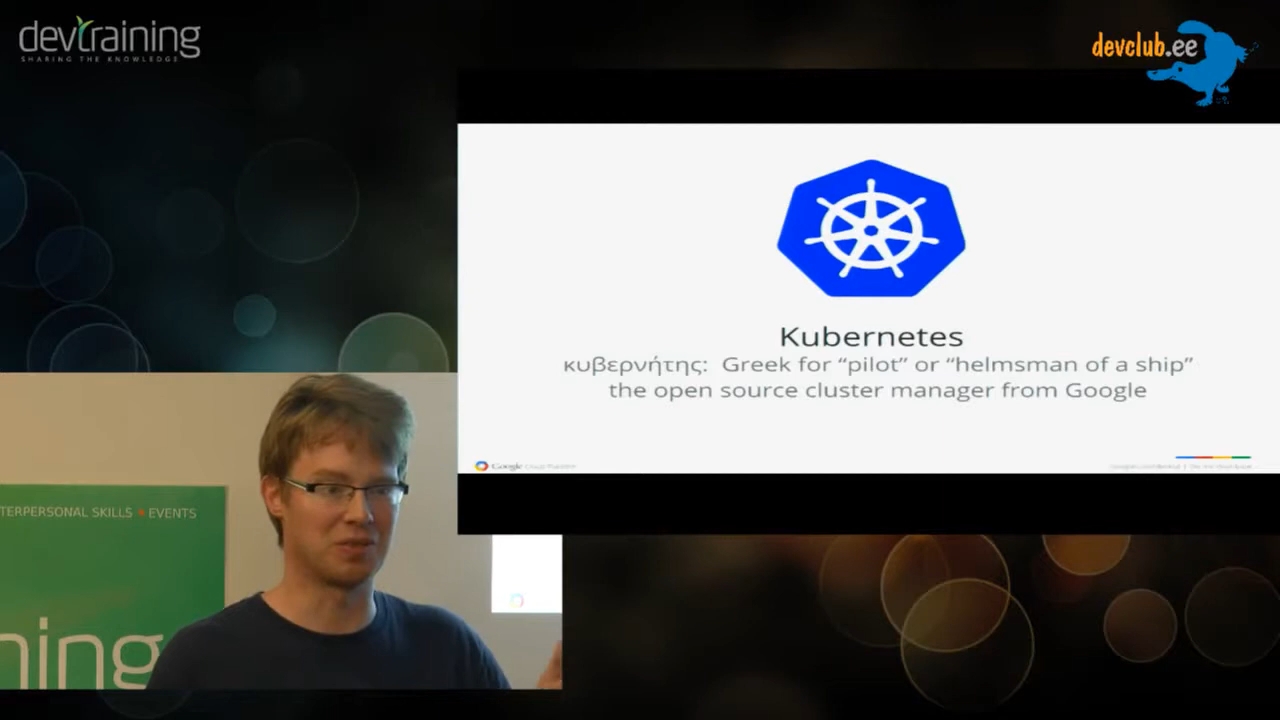 devtraining
SHARING THE KNOWLEDGE
devclub.ee
Kubernetes
κυβερνήτης: Greek for “pilot” or “helmsman of a ship”
the open source cluster manager from Google
Google Cloud Platform
TERPERSONAL SKILLS • EVENTS
ning